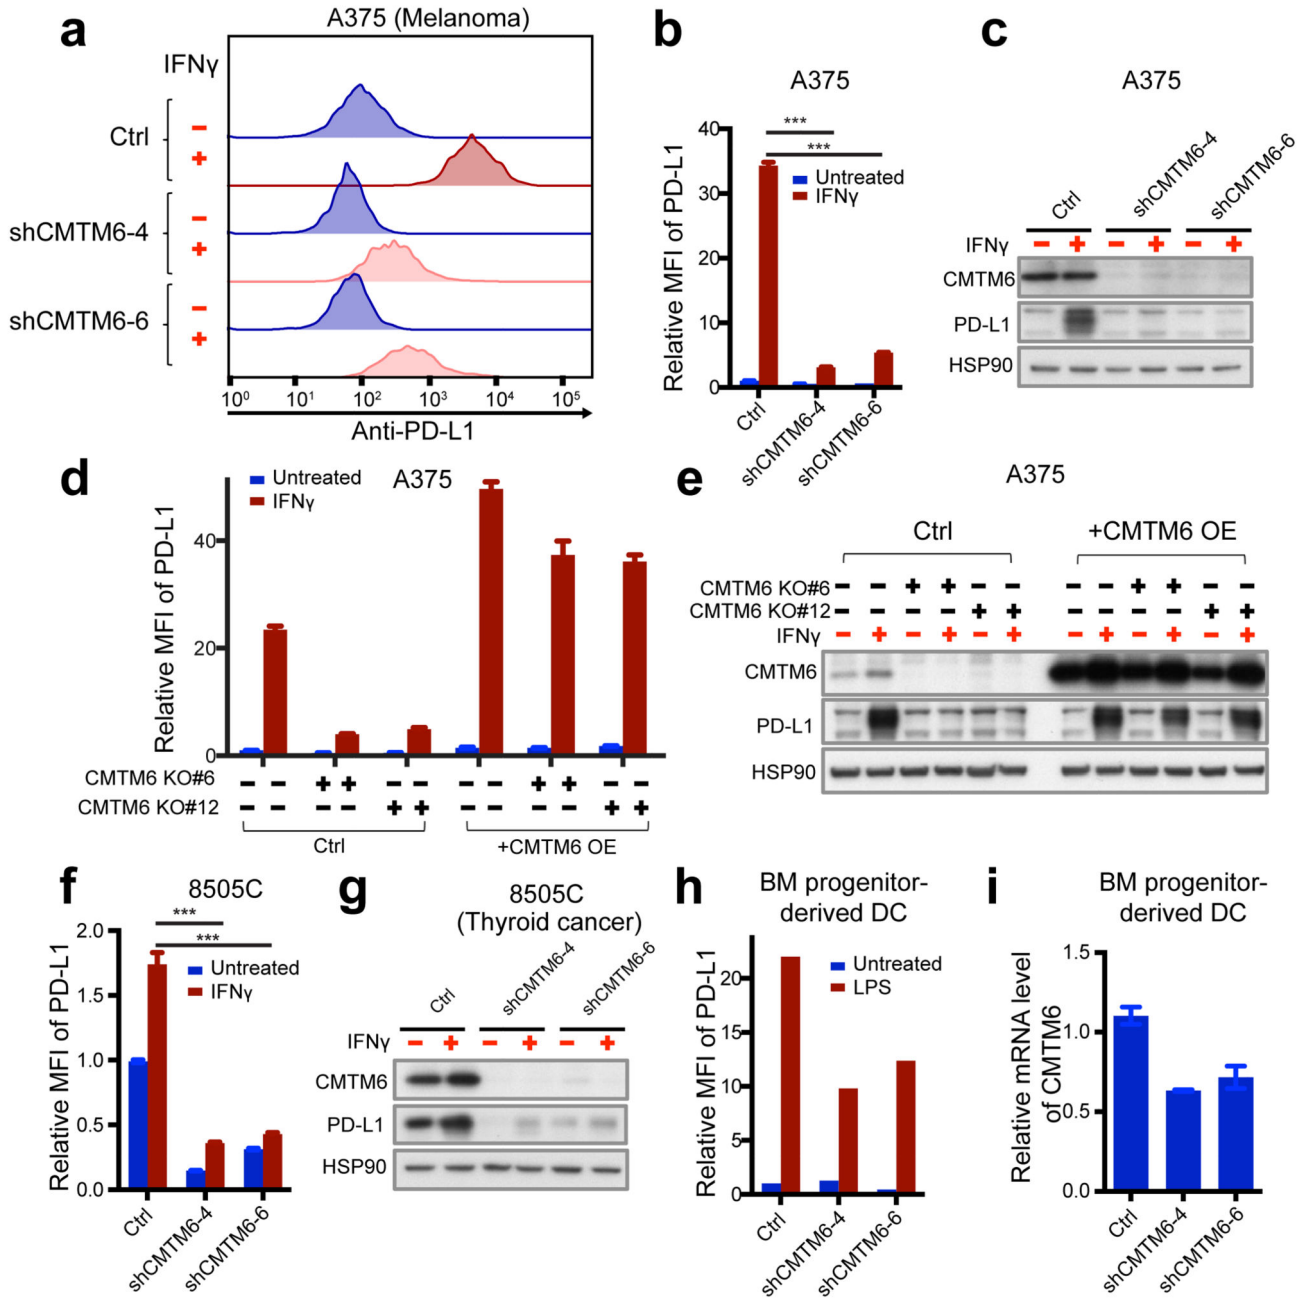 a
A375 (Melanoma)
IFNγ
Ctrl
−
+
shCMTM6-4
−
+
shCMTM6-6
−
+
10⁰ 10¹ 10² 10³ 10⁴ 10⁵
Anti-PD-L1
b
A375
***
***
Untreated
IFNγ
Relative MFI of PD-L1
40
30
20
10
0
Ctrl
shCMTM6-4
shCMTM6-6
c
A375
Ctrl
shCMTM6-4
shCMTM6-6
IFNγ − + − + − +
CMTM6
PD-L1
HSP90
d
Untreated
IFNγ
A375
Relative MFI of PD-L1
40
20
0
CMTM6 KO#6 − − + + − − − − + + − −
CMTM6 KO#12 − − − − + + − − − − + +
Ctrl
+CMTM6 OE
e
A375
Ctrl
+CMTM6 OE
CMTM6 KO#6 − − + + − − − − + + − −
CMTM6 KO#12 − − − − + + − − − − + +
IFNγ − + − + − + − + − + − +
CMTM6
PD-L1
HSP90
f
8505C
***
***
Untreated
IFNγ
Relative MFI of PD-L1
2.0
1.5
1.0
0.5
0.0
Ctrl
shCMTM6-4
shCMTM6-6
g
8505C
(Thyroid cancer)
Ctrl
shCMTM6-4
shCMTM6-6
IFNγ − + − + − +
CMTM6
PD-L1
HSP90
h
BM progenitor-
derived DC
Untreated
LPS
Relative MFI of PD-L1
20
15
10
5
0
Ctrl
shCMTM6-4
shCMTM6-6
i
BM progenitor-
derived DC
Relative mRNA level
of CMTM6
1.5
1.0
0.5
0.0
Ctrl
shCMTM6-4
shCMTM6-6